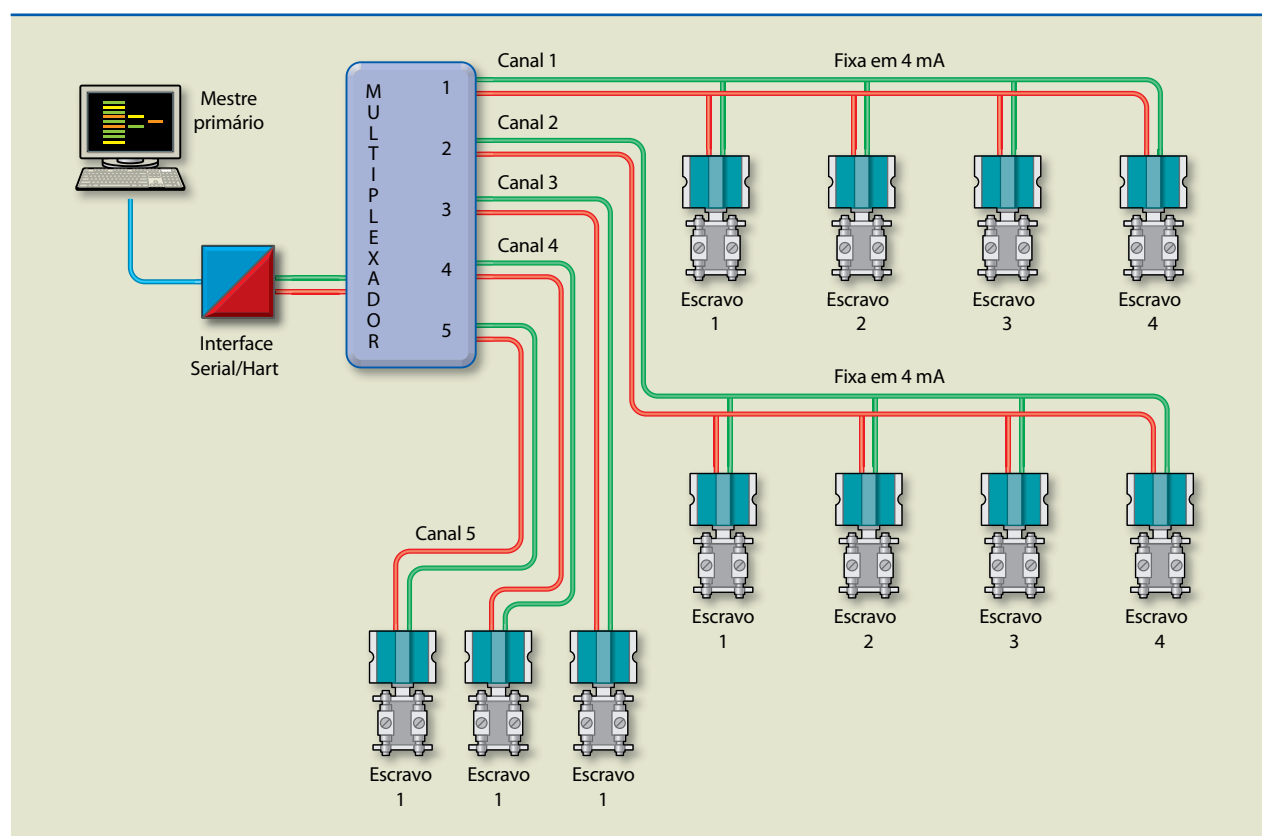 Mestre
primário
Interface
Serial/Hart
MULTIPLEXADOR
1
2
3
4
5
Canal 1
Fixa em 4 mA
Canal 2
Canal 3
Canal 4
Canal 5
Escravo
1
Escravo
2
Escravo
3
Escravo
4
Fixa em 4 mA
Escravo
1
Escravo
2
Escravo
3
Escravo
4
Escravo
1
Escravo
1
Escravo
1